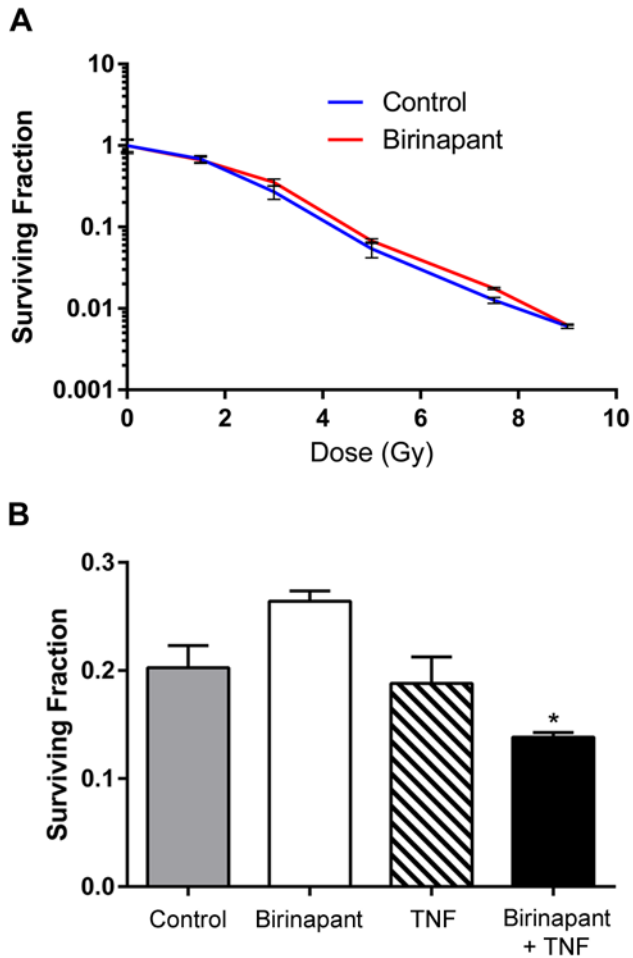 A
Surviving Fraction
10
1
0.1
0.01
0.001
Control
Birinapant
0 2 4 6 8 10
Dose (Gy)
B
Surviving Fraction
0.3
0.2
0.1
0.0
*
Control Birinapant TNF Birinapant
+ TNF